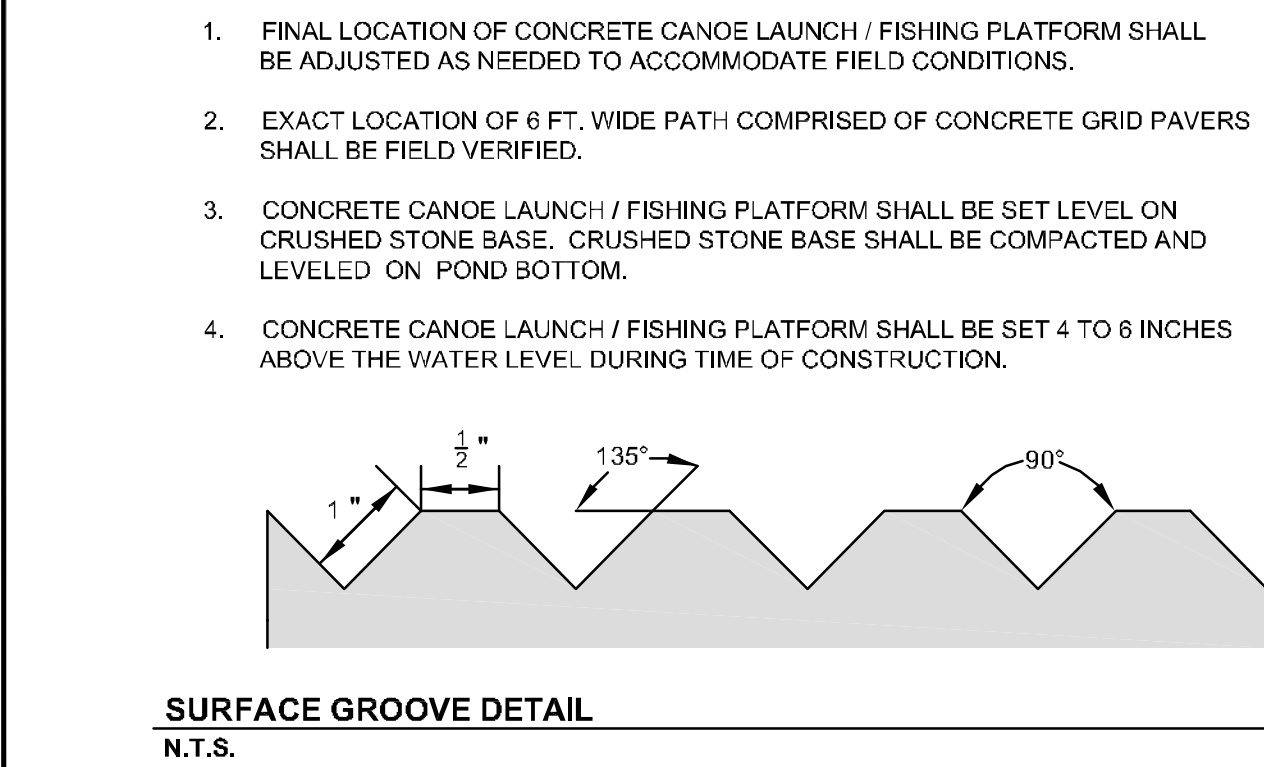 1. FINAL LOCATION OF CONCRETE CANOE LAUNCH / FISHING PLATFORM SHALL
BE ADJUSTED AS NEEDED TO ACCOMMODATE FIELD CONDITIONS.
2. EXACT LOCATION OF 6 FT. WIDE PATH COMPRISED OF CONCRETE GRID PAVERS
SHALL BE FIELD VERIFIED.
3. CONCRETE CANOE LAUNCH / FISHING PLATFORM SHALL BE SET LEVEL ON
CRUSHED STONE BASE. CRUSHED STONE BASE SHALL BE COMPACTED AND
LEVELED ON POND BOTTOM.
4. CONCRETE CANOE LAUNCH / FISHING PLATFORM SHALL BE SET 4 TO 6 INCHES
ABOVE THE WATER LEVEL DURING TIME OF CONSTRUCTION.
1 "
1/2 "
135°
90°
SURFACE GROOVE DETAIL
N.T.S.